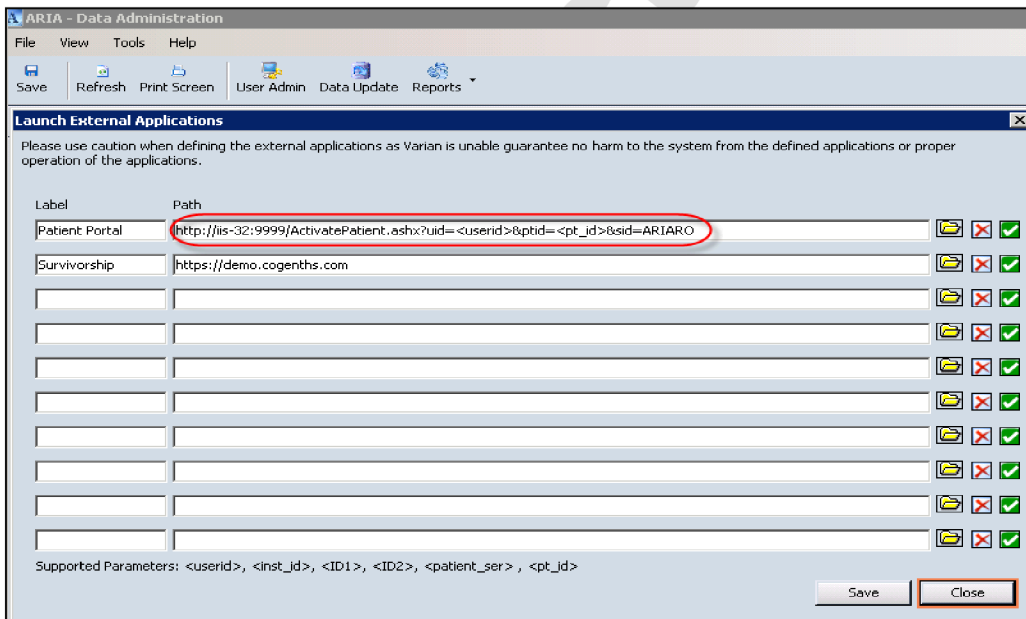 ARIA - Data Administration
File View Tools Help
Save Refresh Print Screen User Admin Data Update Reports
Launch External Applications
Please use caution when defining the external applications as Varian is unable guarantee no harm to the system from the defined applications or proper
operation of the applications.
Label Path
Patient Portal http://iis-32:9999/ActivatePatient.ashx?uid=<userid>&ptid=<pt_id>&sid=ARIARO
Survivorship https://demo.cogenths.com
Supported Parameters: <userid>, <inst_id>, <ID1>, <ID2>, <patient_ser> , <pt_id>
Save Close